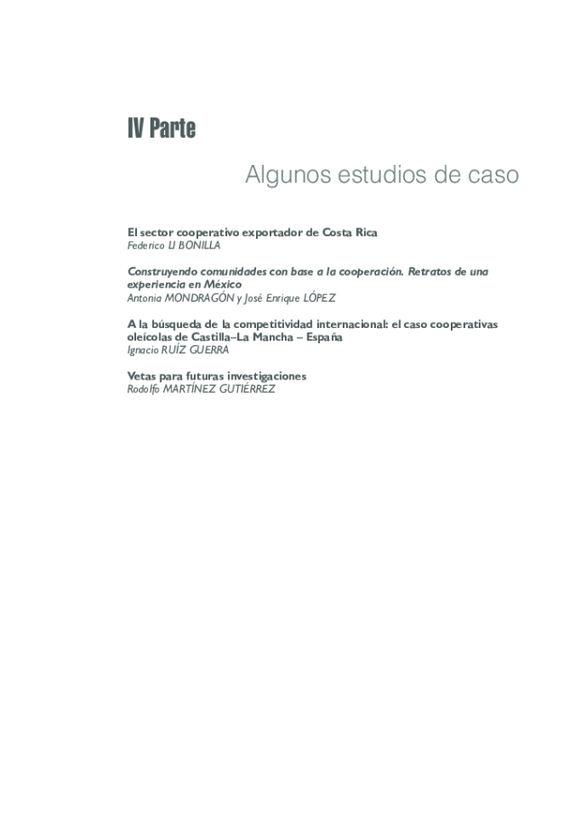 IV Parte
Algunos estudios de caso
El sector cooperativo exportador de Costa Rica
Federico LI BONILLA
Construyendo comunidades con base a la cooperación. Retratos de una
experiencia en México
Antonia MONDRAGÓN y José Enrique LÓPEZ
A la búsqueda de la competitividad internacional: el caso cooperativas
oleícolas de Castilla–La Mancha – España
Ignacio RUÍZ GUERRA
Vetas para futuras investigaciones
Rodolfo MARTÍNEZ GUTIÉRREZ